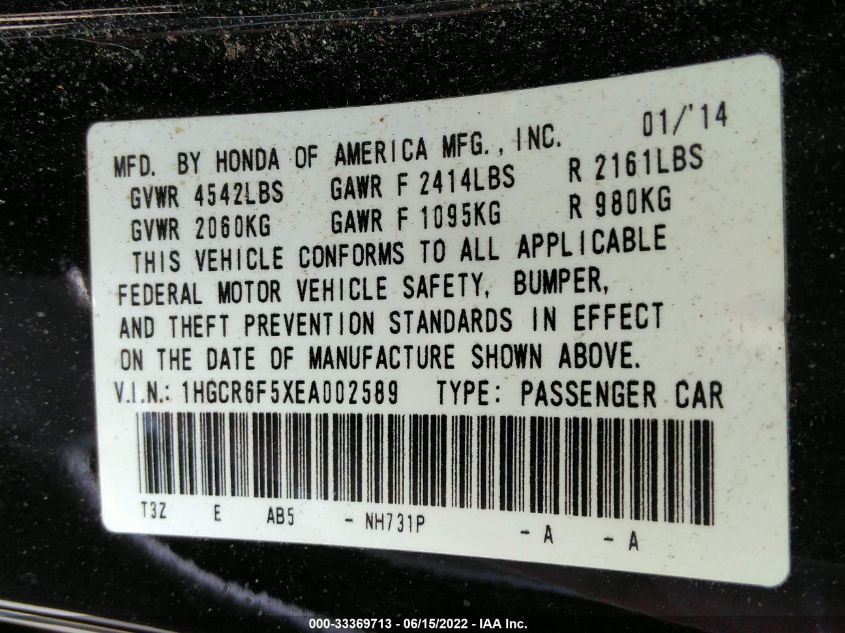 MFD. BY HONDA OF AMERICA MFG., INC. 01/'14
GVWR 4542LBS GAWR F 2414LBS R 2161LBS
GVWR 2060KG GAWR F 1095KG R 980KG
THIS VEHICLE CONFORMS TO ALL APPLICABLE
FEDERAL MOTOR VEHICLE SAFETY, BUMPER,
AND THEFT PREVENTION STANDARDS IN EFFECT
ON THE DATE OF MANUFACTURE SHOWN ABOVE.
V.I.N.: 1HGCR6F5XEA002589 TYPE: PASSENGER CAR
T3Z E AB5 - NH731P - A - A
000-33369713 - 06/15/2022 - IAA Inc.